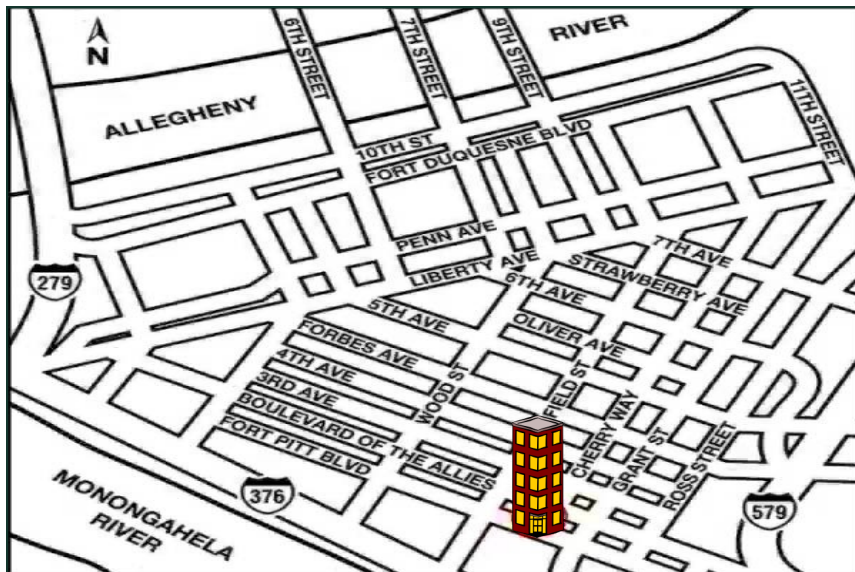 N
6TH STREET
7TH STREET
9TH STREET
RIVER
ALLEGHENY
11TH STREET
10TH ST
FORT DUQUESNE BLVD
PENN AVE
LIBERTY AVE
7TH AVE
STRAWBERRY AVE
6TH AVE
279
5TH AVE
OLIVER AVE
FORBES AVE
4TH AVE
WOOD ST
FIELD ST
3RD AVE
BOULEVARD OF THE ALLIES
CHERRY WAY
GRANT ST
ROSS STREET
FORT PITT BLVD
376
579
MONONGAHELA
RIVER